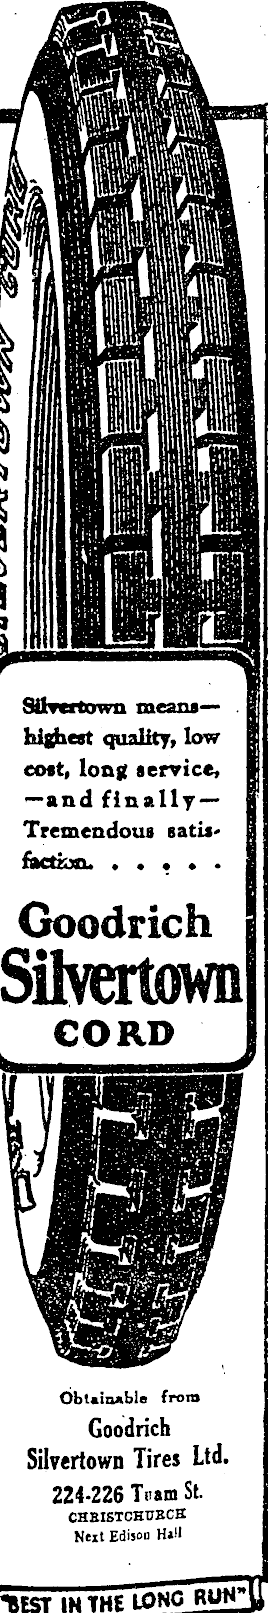 Silvertown means—
highest quality, low
cost, long service,
—and finally—
Tremendous satis-
faction. . . . . . .
Goodrich
Silvertown
CORD
Obtainable from
Goodrich
Silvertown Tires Ltd.
224-226 Tuam St.
CHRISTCHURCH
Next Edison Hall
"BEST IN THE LONG RUN"